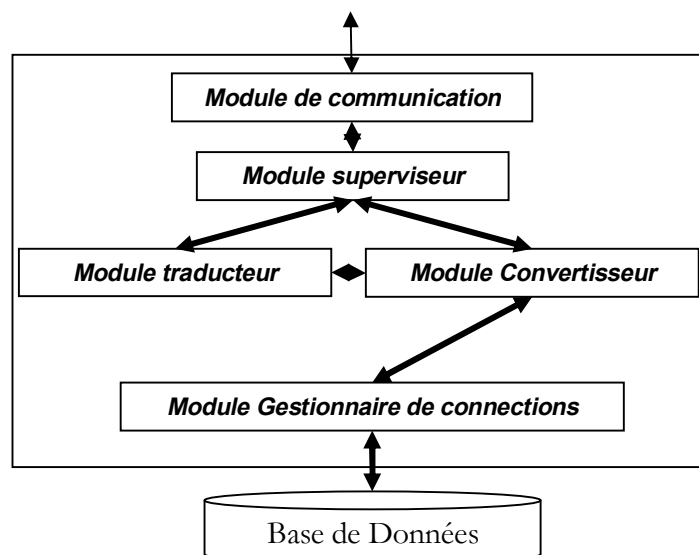 Module de communication
Module superviseur
Module traducteur
Module Convertisseur
Module Gestionnaire de connections
Base de Données